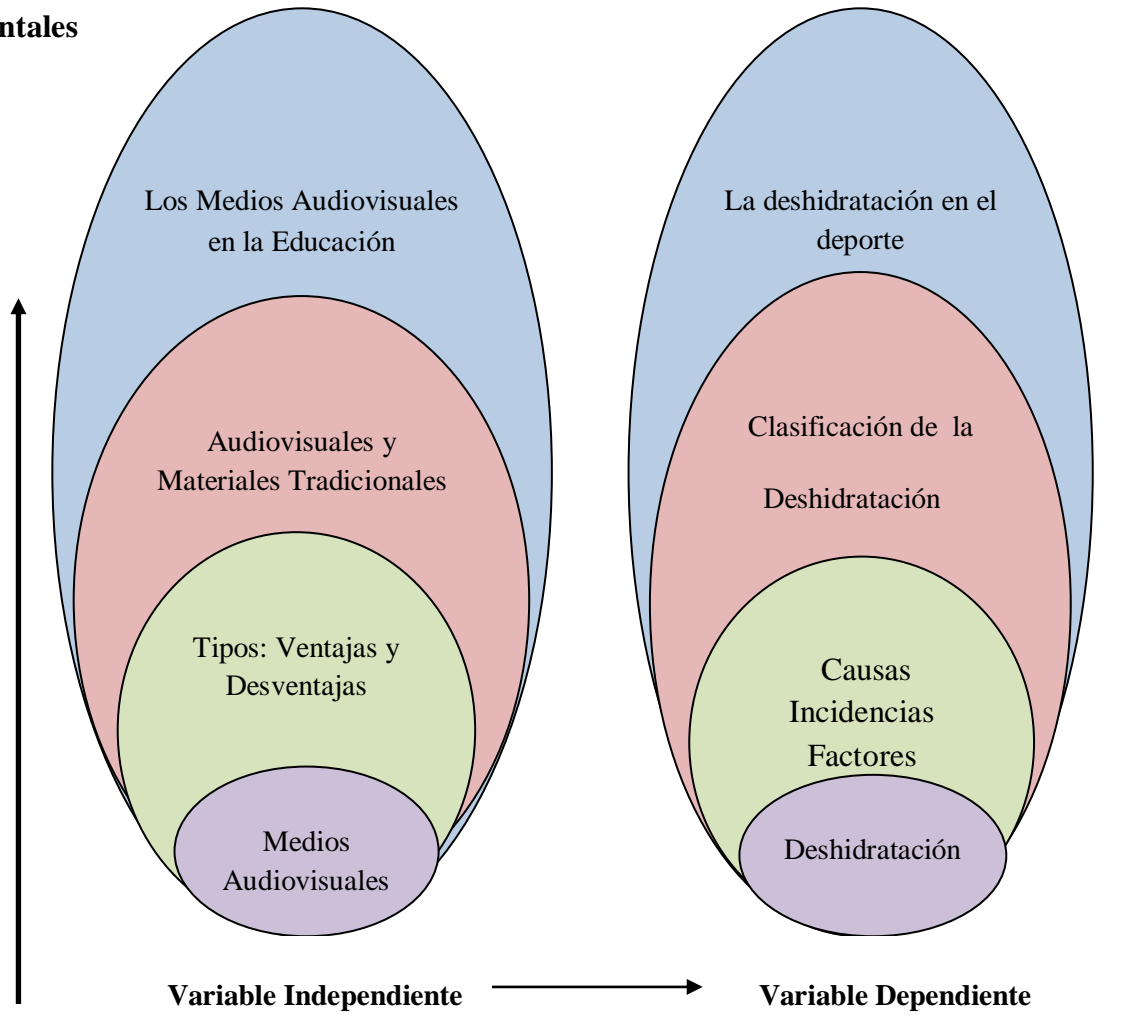 ntales
Los Medios Audiovisuales
en la Educación
Audiovisuales y
Materiales Tradicionales
Tipos: Ventajas y
Desventajas
Medios
Audiovisuales
La deshidratación en el
deporte
Clasificación de la
Deshidratación
Causas
Incidencias
Factores
Deshidratación
Variable Independiente
Variable Dependiente